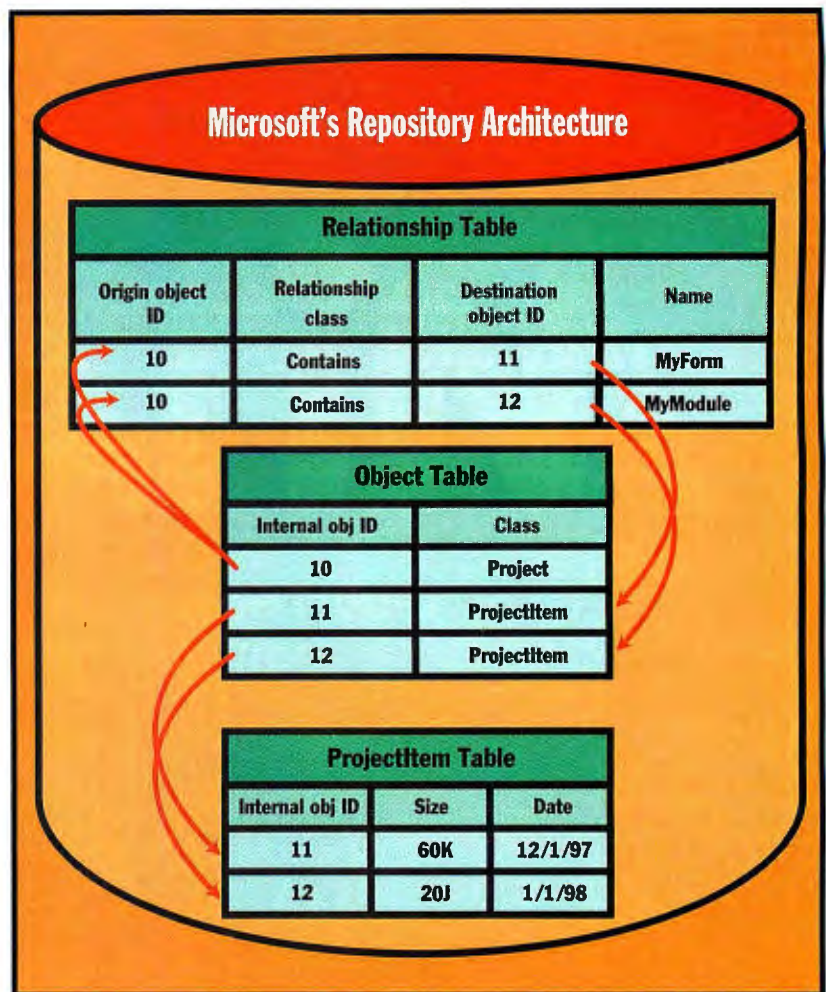 Microsoft's Repository Architecture
Relationship Table
Origin object ID Relationship class Destination object ID Name
10 Contains 11 MyForm
10 Contains 12 MyModule
Object Table
Internal obj ID Class
10 Project
11 ProjectItem
12 ProjectItem
ProjectItem Table
Internal obj ID Size Date
11 60K 12/1/97
12 20J 1/1/98